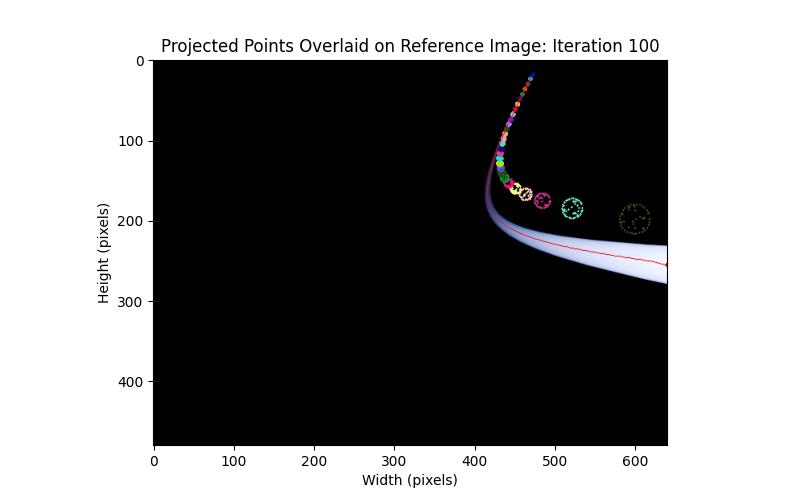 Projected Points Overlaid on Reference Image: Iteration 100
0
100
200
300
400
Height (pixels)
0 100 200 300 400 500 600
Width (pixels)